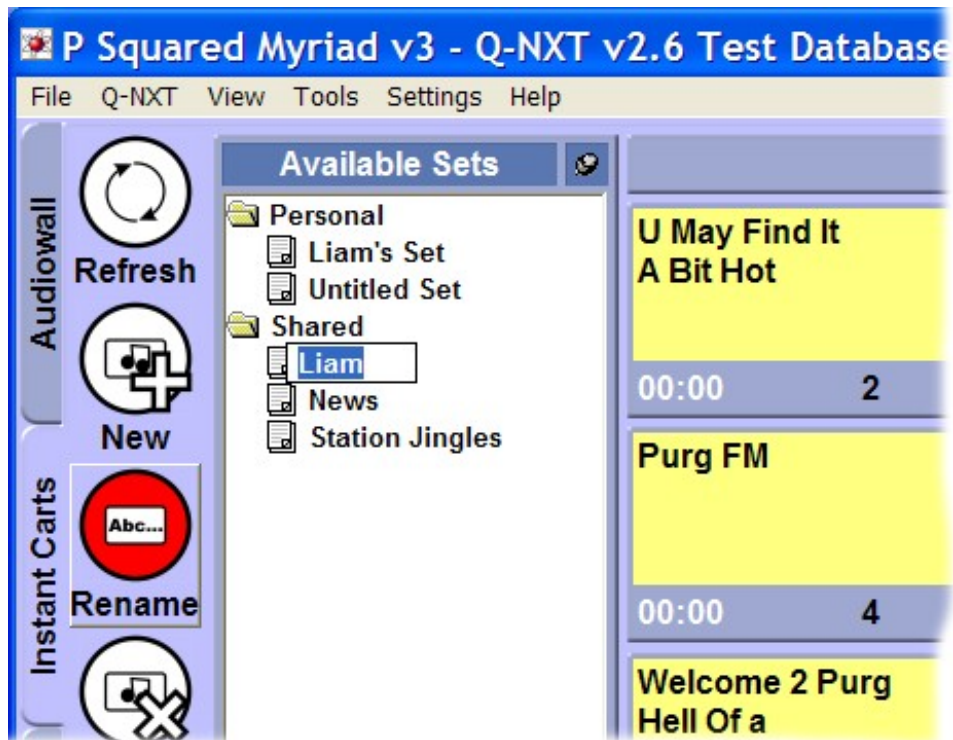 P Squared Myriad v3 - Q-NXT v2.6 Test Database
File Q-NXT View Tools Settings Help
Audiowall
Instant Carts
Refresh
New
Abc...
Rename
Available Sets
Personal
Liam's Set
Untitled Set
Shared
Liam
News
Station Jingles
U May Find It
A Bit Hot
00:00 2
Purg FM
00:00 4
Welcome 2 Purg
Hell Of a